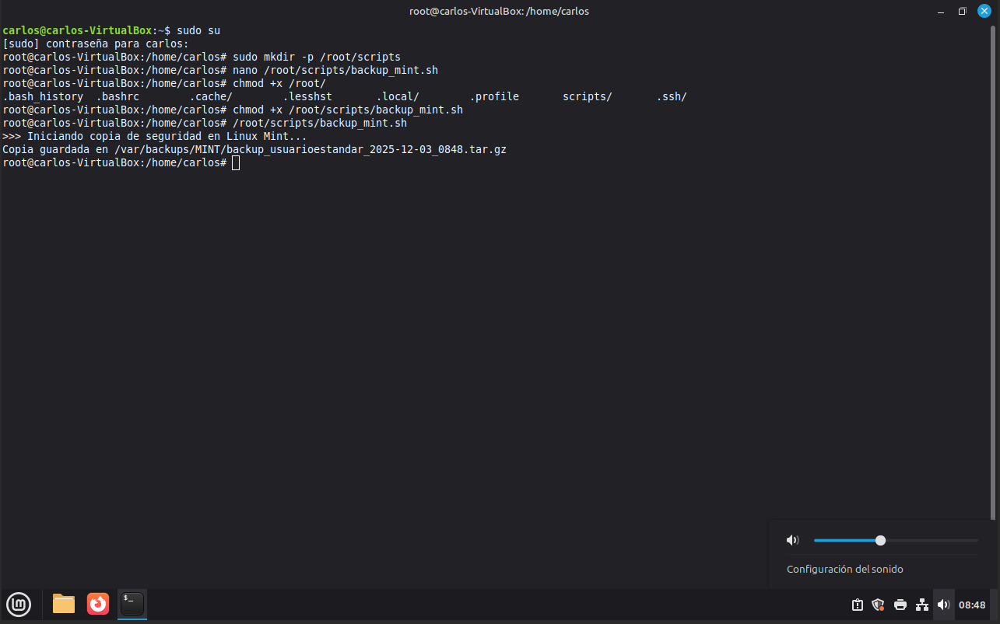 root@carlos-VirtualBox: /home/carlos
carlos@carlos-VirtualBox:~$ sudo su
[sudo] contraseña para carlos:
root@carlos-VirtualBox:/home/carlos# sudo mkdir -p /root/scripts
root@carlos-VirtualBox:/home/carlos# nano /root/scripts/backup_mint.sh
root@carlos-VirtualBox:/home/carlos# chmod +x /root/
.bash_history  .bashrc        .cache/        .lesshst       .local/        .profile       scripts/       .ssh/
root@carlos-VirtualBox:/home/carlos# chmod +x /root/scripts/backup_mint.sh
root@carlos-VirtualBox:/home/carlos# /root/scripts/backup_mint.sh
>>> Iniciando copia de seguridad en Linux Mint...
Copia guardada en /var/backups/MINT/backup_usuarioestandar_2025-12-03_0848.tar.gz
root@carlos-VirtualBox:/home/carlos#
Configuración del sonido
$_
08:48